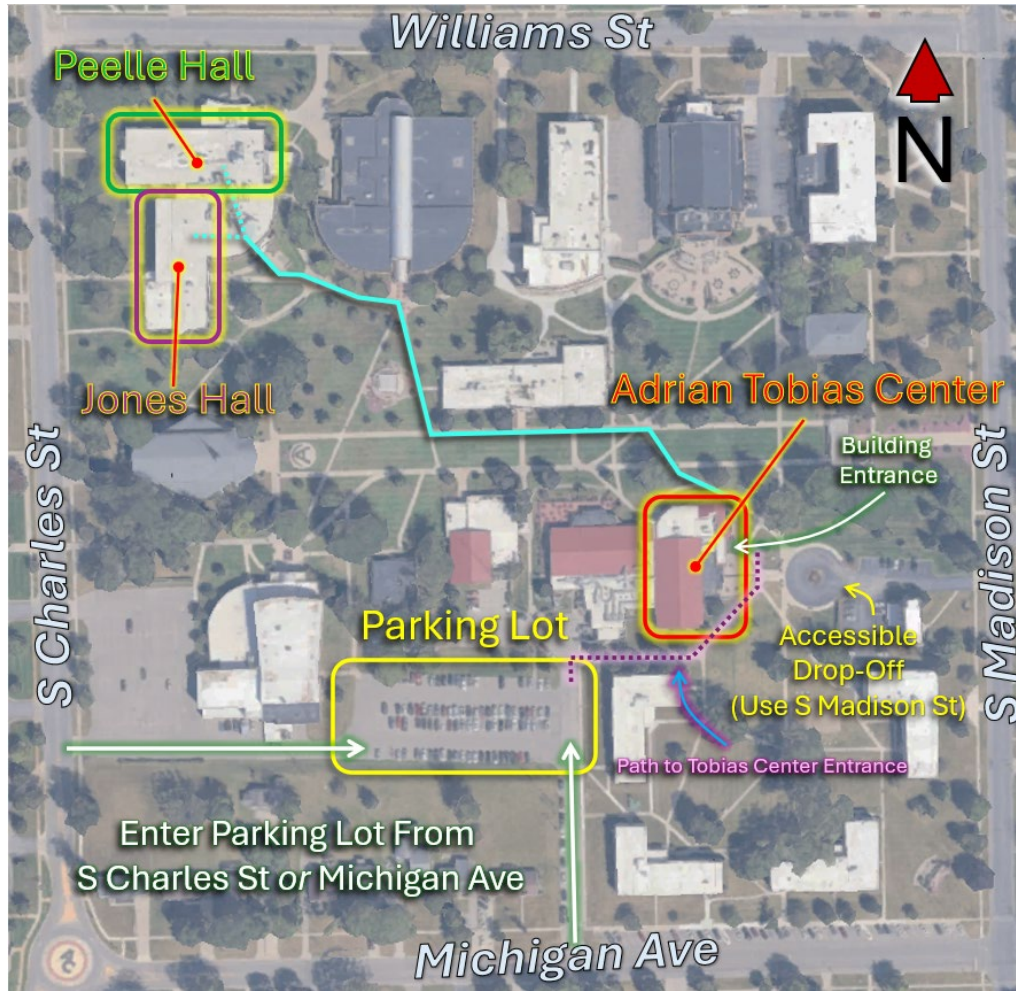 Williams St
Peelle Hall
N
Jones Hall
Adrian Tobias Center
Building
Entrance
S Charles St
S Madison St
Parking Lot
Accessible
Drop-Off
(Use S Madison St)
Path to Tobias Center Entrance
Enter Parking Lot From
S Charles St or Michigan Ave
Michigan Ave